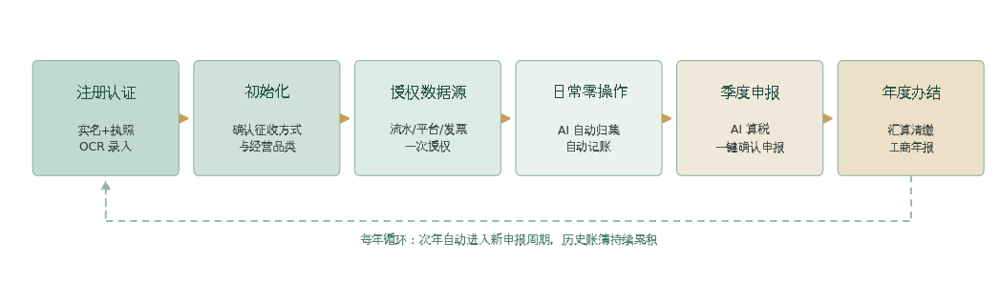 注册认证
实名+执照
OCR 录入
初始化
确认征收方式
与经营品类
授权数据源
流水/平台/发票
一次授权
日常零操作
AI 自动归集
自动记账
季度申报
AI 算税
一键确认申报
年度办结
汇算清缴
工商年报
每年循环：次年自动进入新申报周期，历史账簿持续累积